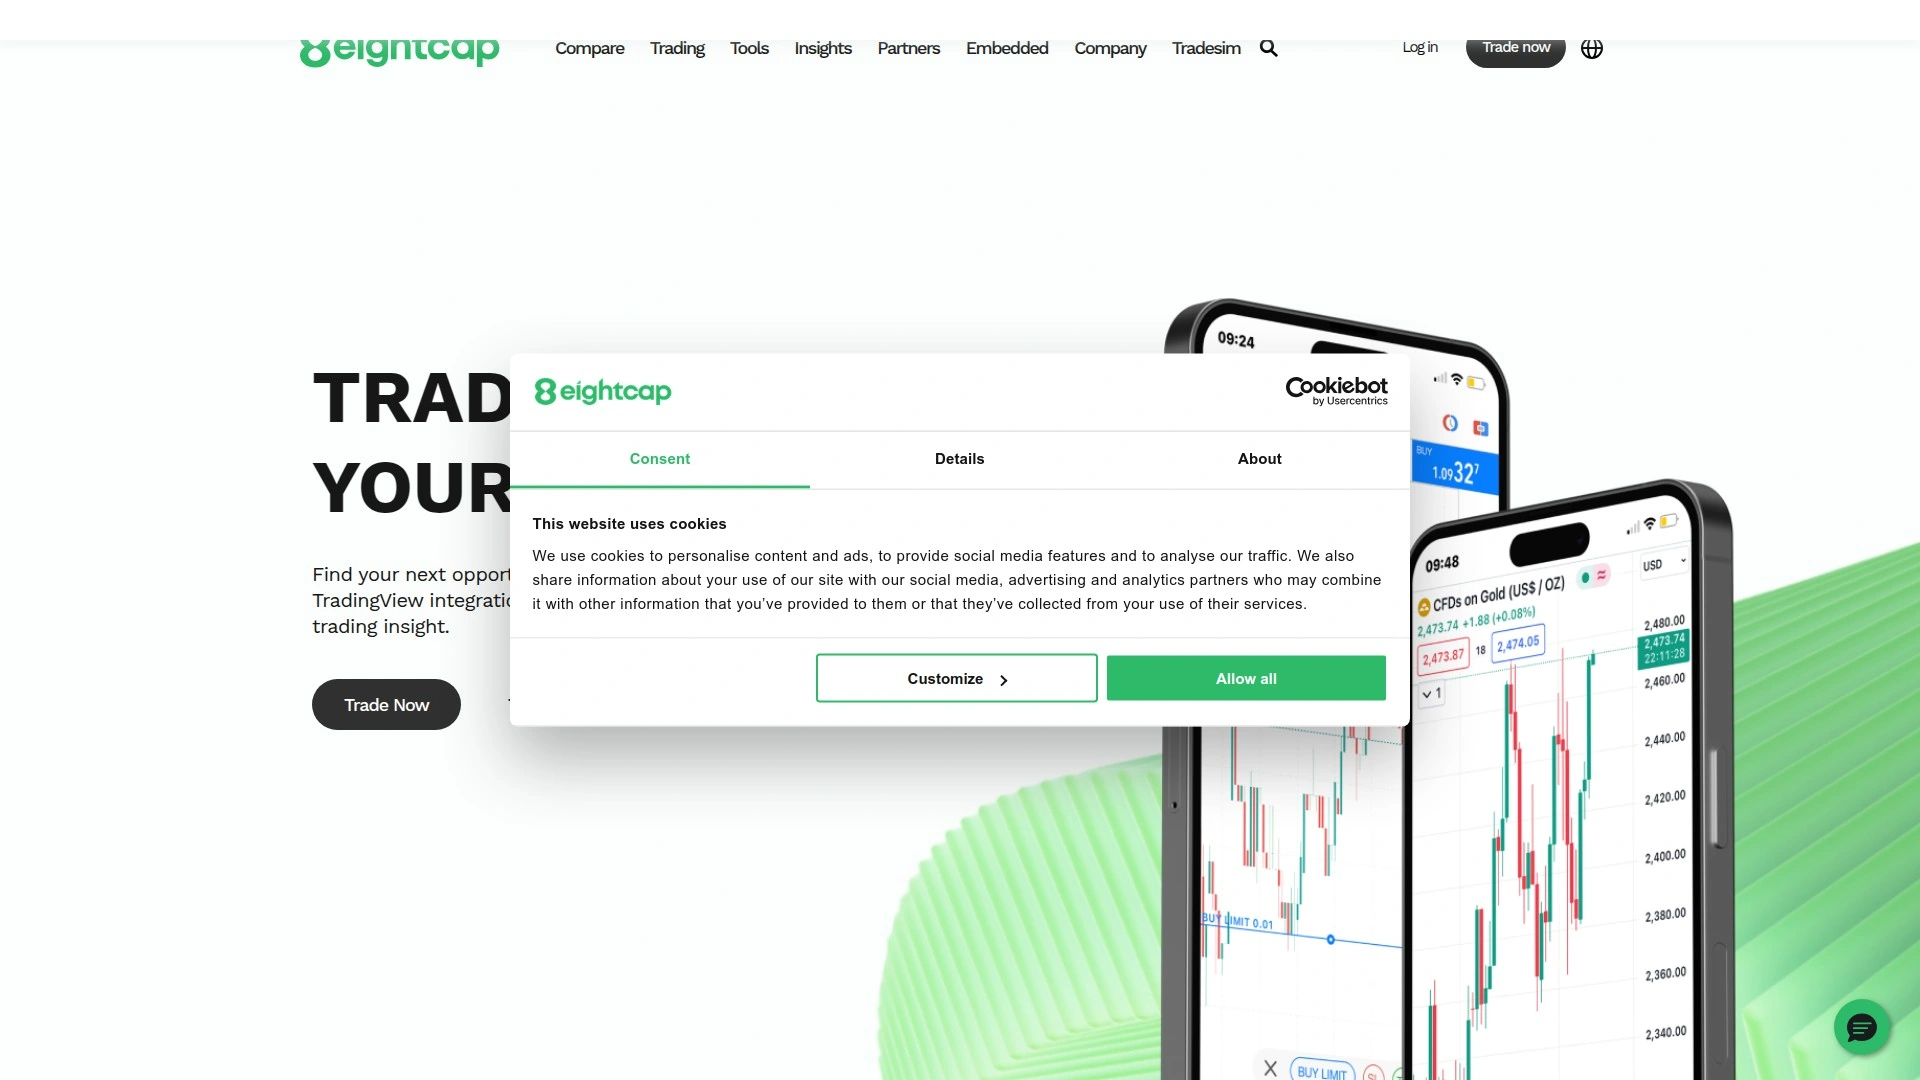 eightcap
Compare
Trading
Tools
Insights
Partners
Embedded
Company
Tradesim
Log in
Trade now
TRAD
YOUR
Find your next opport
TradingView integratio
trading insight.
Trade Now
eightcap
Cookiebot
by Usercentrics
Consent
Details
About
This website uses cookies
We use cookies to personalise content and ads, to provide social media features and to analyse our traffic. We also
share information about your use of our site with our social media, advertising and analytics partners who may combine
it with other information that you’ve provided to them or that they’ve collected from your use of their services.
Customize
Allow all
09:24
BUY
1.09327
BUY LIMIT 0.01
X
BUY LIMIT
SL
09:48
USD
CFDs on Gold (US$ / OZ)
2,473.74 +1.88 (+0.08%)
2,473.87
18
2,474.05
1
2,480.00
2,473.74
22:11:28
2,460.00
2,440.00
2,420.00
2,400.00
2,380.00
2,360.00
2,340.00